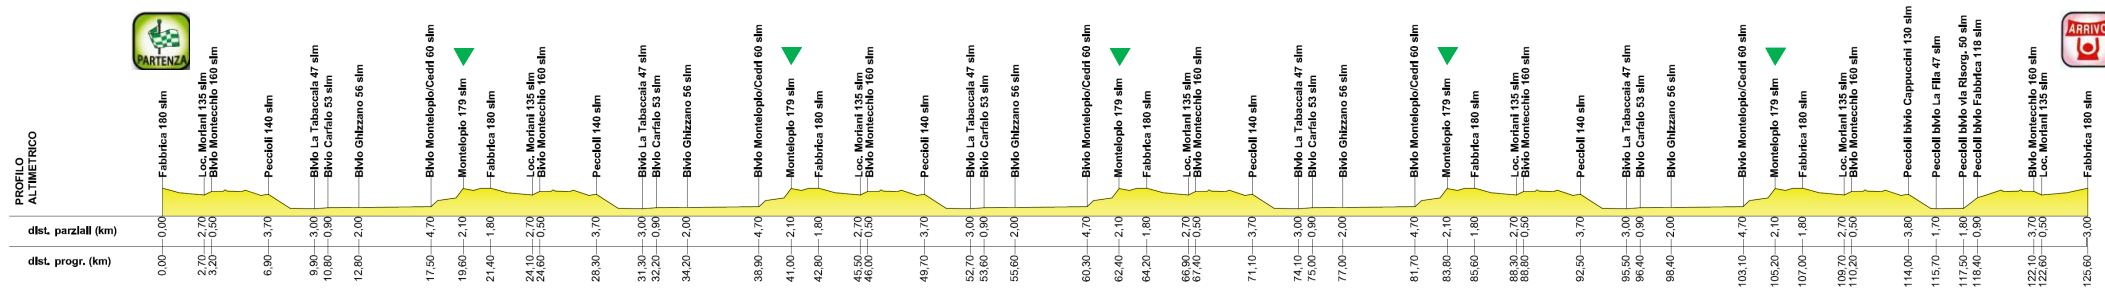 PARTENZA
ARRIVO
PROFILO
ALTIMETRICO
Fabbrica 180 slm
Loc. Moriani 135 slm
Bivio Montecchio 160 slm
Peccioli 140 slm
Bivio La Tabaccaia 47 slm
Bivio Carfalo 53 slm
Bivio Ghizzano 56 slm
Bivio Montelopio/Cedri 60 slm
Montelopio 179 slm
Fabbrica 180 slm
Loc. Moriani 135 slm
Bivio Montecchio 160 slm
Peccioli 140 slm
Bivio La Tabaccaia 47 slm
Bivio Carfalo 53 slm
Bivio Ghizzano 56 slm
Bivio Montelopio/Cedri 60 slm
Montelopio 179 slm
Fabbrica 180 slm
Loc. Moriani 135 slm
Bivio Montecchio 160 slm
Peccioli 140 slm
Bivio La Tabaccaia 47 slm
Bivio Carfalo 53 slm
Bivio Ghizzano 56 slm
Bivio Montelopio/Cedri 60 slm
Montelopio 179 slm
Fabbrica 180 slm
Loc. Moriani 135 slm
Bivio Montecchio 160 slm
Peccioli 140 slm
Bivio La Tabaccaia 47 slm
Bivio Carfalo 53 slm
Bivio Ghizzano 56 slm
Bivio Montelopio/Cedri 60 slm
Montelopio 179 slm
Fabbrica 180 slm
Loc. Moriani 135 slm
Bivio Montecchio 160 slm
Peccioli 140 slm
Bivio La Tabaccaia 47 slm
Bivio Carfalo 53 slm
Bivio Ghizzano 56 slm
Bivio Montelopio/Cedri 60 slm
Montelopio 179 slm
Fabbrica 180 slm
Loc. Moriani 135 slm
Bivio Montecchio 160 slm
Peccioli bivio Cappuccini 130 slm
Peccioli bivio La Fila 47 slm
Peccioli bivio via Risorg. 50 slm
Peccioli bivio Fabbrica 118 slm
Bivio Montecchio 160 slm
Loc. Moriani 135 slm
Fabbrica 180 slm
dist. parziali (km) 0,00 2,70 0,50 3,70 3,00 0,90 2,00 4,70 2,10 1,80 2,70 0,50 3,70 3,00 0,90 2,00 4,70 2,10 1,80 2,70 0,50 3,70 3,00 0,90 2,00 4,70 2,10 1,80 2,70 0,50 3,70 3,00 0,90 2,00 4,70 2,10 1,80 2,70 0,50 3,70 3,00 0,90 2,00 4,70 2,10 1,80 2,70 0,50 3,80 1,70 1,80 0,90 3,70 0,50 3,00
dist. progr. (km) 0,00 2,70 3,20 6,90 9,90 10,80 12,80 17,50 19,60 21,40 24,10 24,60 28,30 31,30 32,20 34,20 38,90 41,00 42,80 45,50 46,00 49,70 52,70 53,60 55,60 60,30 62,40 64,20 66,90 67,40 71,10 74,10 75,00 77,00 81,70 83,80 85,60 88,30 88,80 92,50 95,50 96,40 98,40 103,10 105,20 107,00 109,70 110,20 114,00 115,70 117,50 118,40 122,10 122,60 125,60